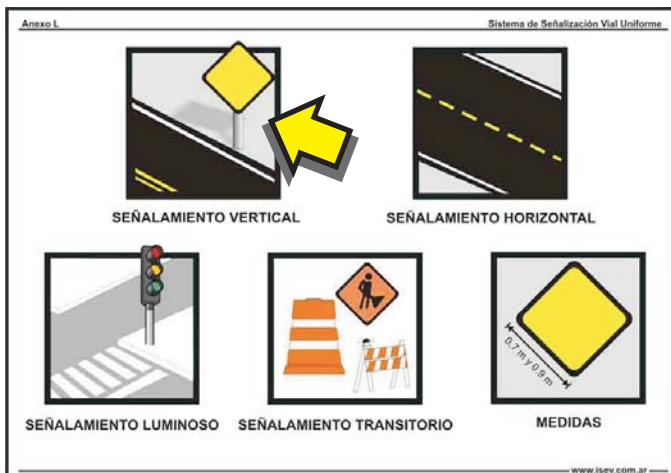 Anexo L
Sistema de Señalización Vial Uniforme
SEÑALAMIENTO VERTICAL
SEÑALAMIENTO HORIZONTAL
SEÑALAMIENTO LUMINOSO
SEÑALAMIENTO TRANSITORIO
0,7 m y 0,9 m
MEDIDAS
www.isev.com.ar